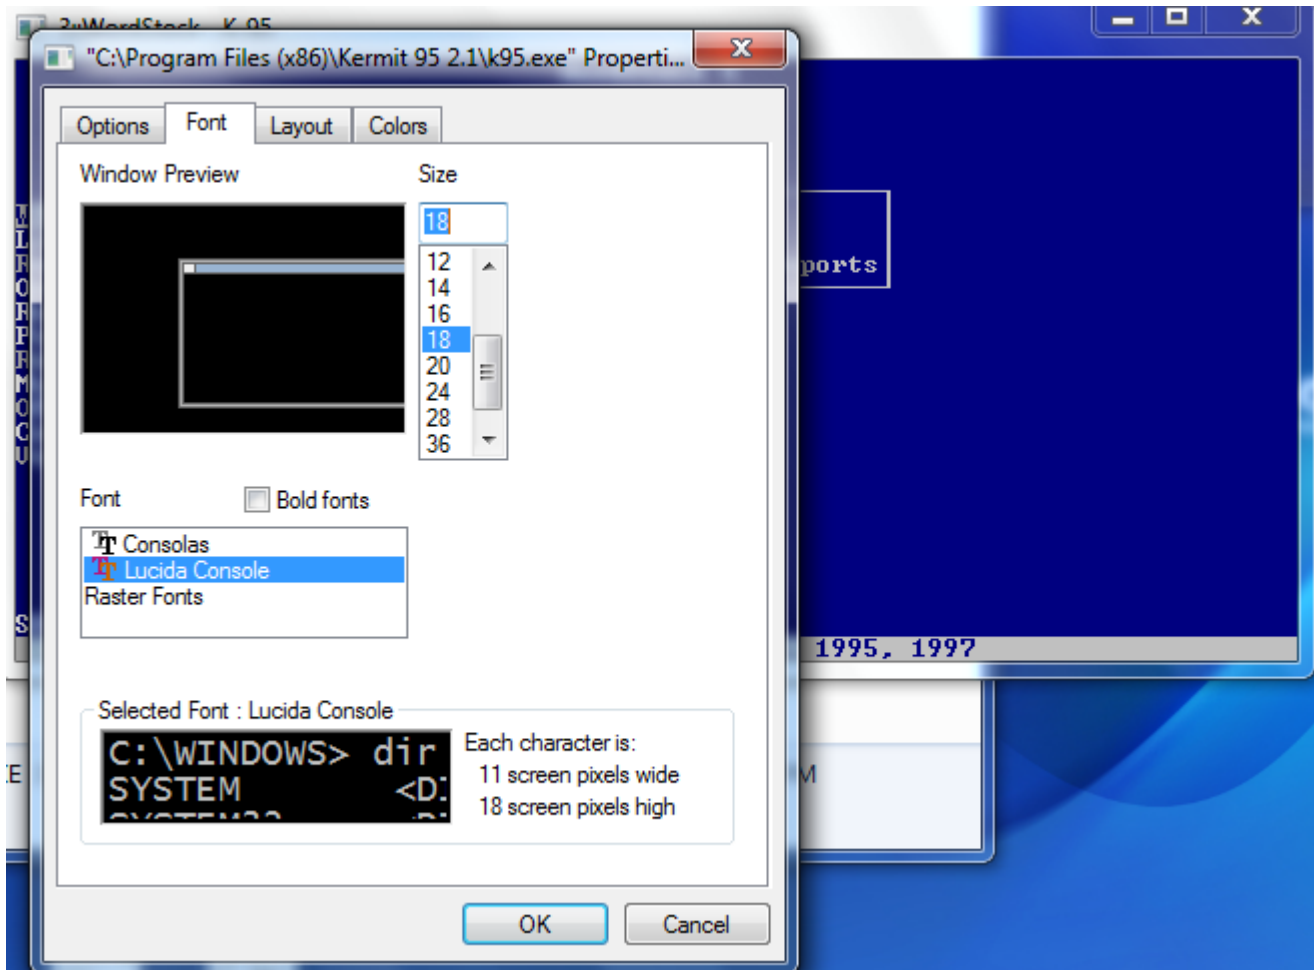 3:WordStock - K-95
"C:\Program Files (x86)\Kermit 95 2.1\k95.exe" Properti...
Options
Font
Layout
Colors
Window Preview
Size
18
12
14
16
18
20
24
28
36
Font
Bold fonts
Consolas
Lucida Console
Raster Fonts
Selected Font : Lucida Console
C:\WINDOWS> dir
SYSTEM <D
Each character is:
11 screen pixels wide
18 screen pixels high
OK
Cancel
ports
L
R
O
R
P
R
M
O
C
V
S
1995, 1997
M